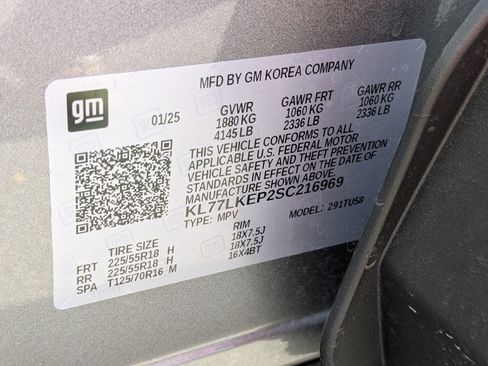 gm
MFD BY GM KOREA COMPANY
01/25 GVWR GAWR FRT GAWR RR
1880 KG 1060 KG 1060 KG
4145 LB 2336 LB 2336 LB
THIS VEHICLE CONFORMS TO ALL
APPLICABLE U.S. FEDERAL MOTOR
VEHICLE SAFETY AND THEFT PREVENTION
STANDARDS IN EFFECT ON THE DATE OF
MANUFACTURE SHOWN ABOVE.
KL77LKEP2SC216969
TYPE: MPV MODEL: 291TU58
TIRE SIZE RIM
FRT 225/55R18 H 18X7.5J
RR 225/55R18 H 18X7.5J
SPA T125/70R16 M 16X4BT